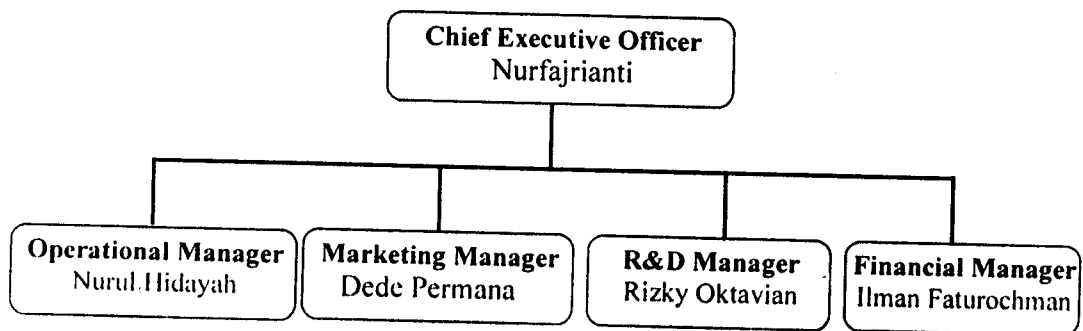 Chief Executive Officer
Nurfajrianti
Operational Manager
Nurul Hidayah
Marketing Manager
Dede Permana
R&D Manager
Rizky Oktavian
Financial Manager
Ilman Faturochman